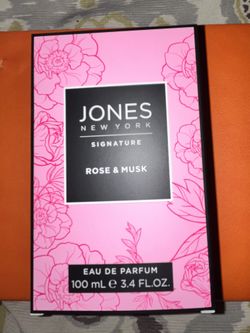 JONES
NEW YORK
SIGNATURE
ROSE & MUSK
EAU DE PARFUM
100 mL e 3.4 FL.OZ.